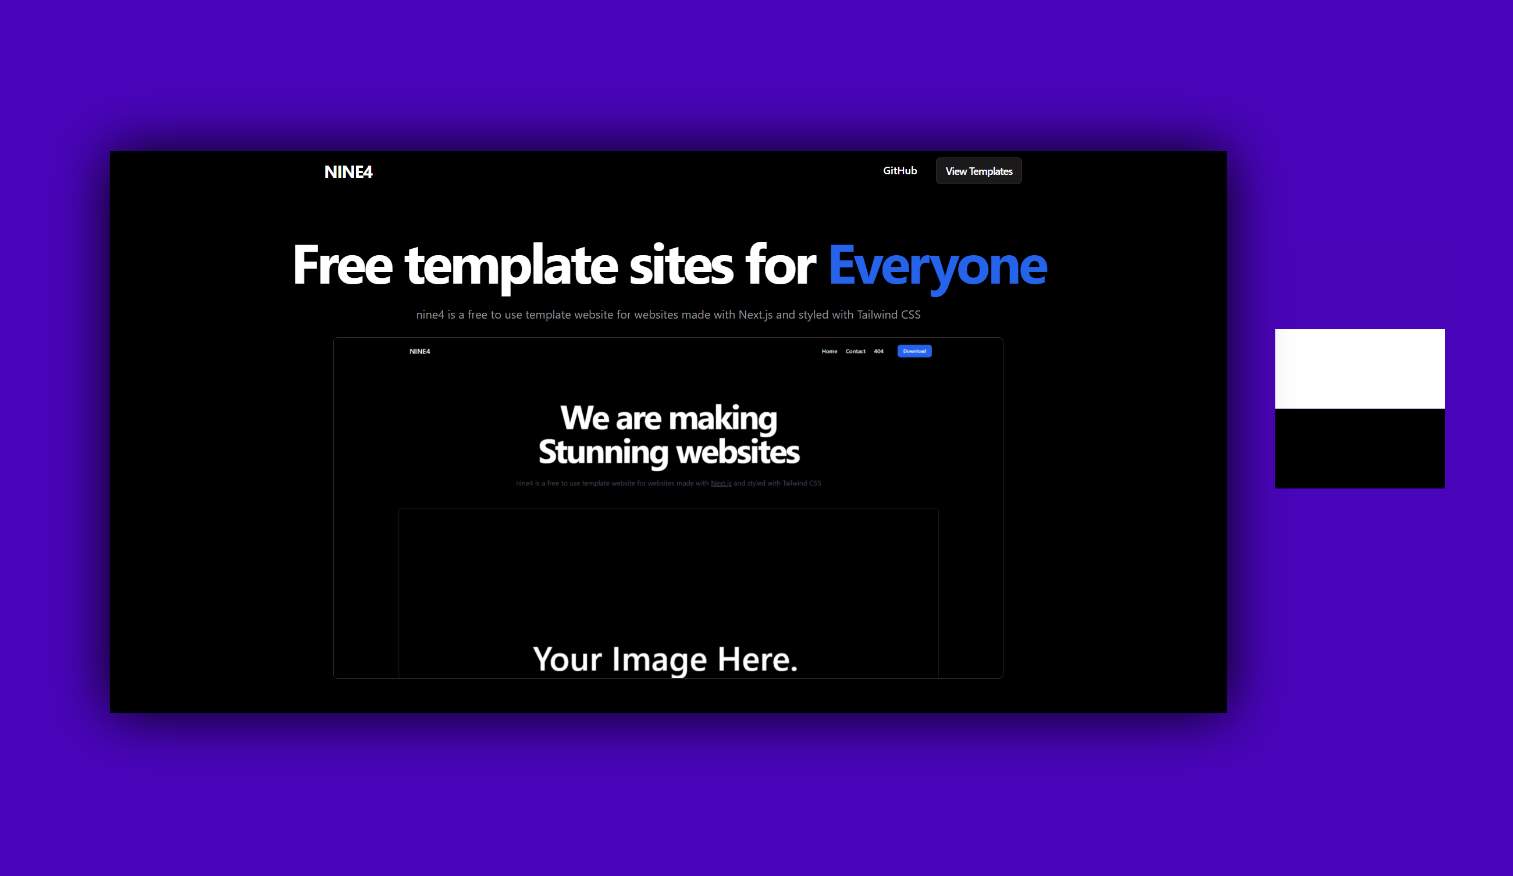 NINE4
GitHub
View Templates
Free template sites for Everyone
nine4 is a free to use template website for websites made with Next.js and styled with Tailwind CSS
NINE4
Home Contact 404 Download
We are making
Stunning websites
nine4 is a free to use template website for websites made with Next.js and styled with Tailwind CSS
Your Image Here.